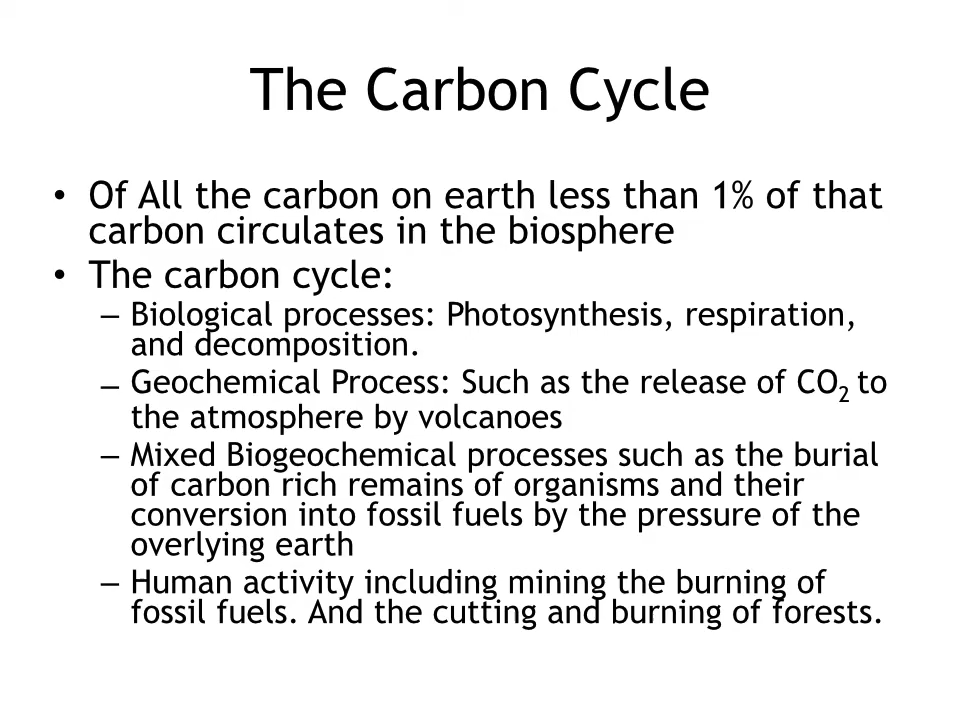 The Carbon Cycle
• Of All the carbon on earth less than 1% of that
carbon circulates in the biosphere
• The carbon cycle:
– Biological processes: Photosynthesis, respiration,
and decomposition.
– Geochemical Process: Such as the release of CO₂ to
the atmosphere by volcanoes
– Mixed Biogeochemical processes such as the burial
of carbon rich remains of organisms and their
conversion into fossil fuels by the pressure of the
overlying earth
– Human activity including mining the burning of
fossil fuels. And the cutting and burning of forests.